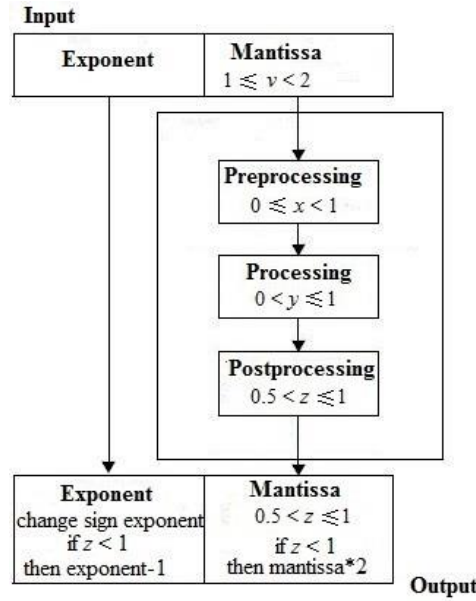 Input
Exponent
Mantissa
1 ≤ v < 2
Preprocessing
0 ≤ x < 1
Processing
0 < y ≤ 1
Postprocessing
0.5 < z ≤ 1
Exponent
change sign exponent
if z < 1
then exponent-1
Mantissa
0.5 < z ≤ 1
if z < 1
then mantissa*2
Output